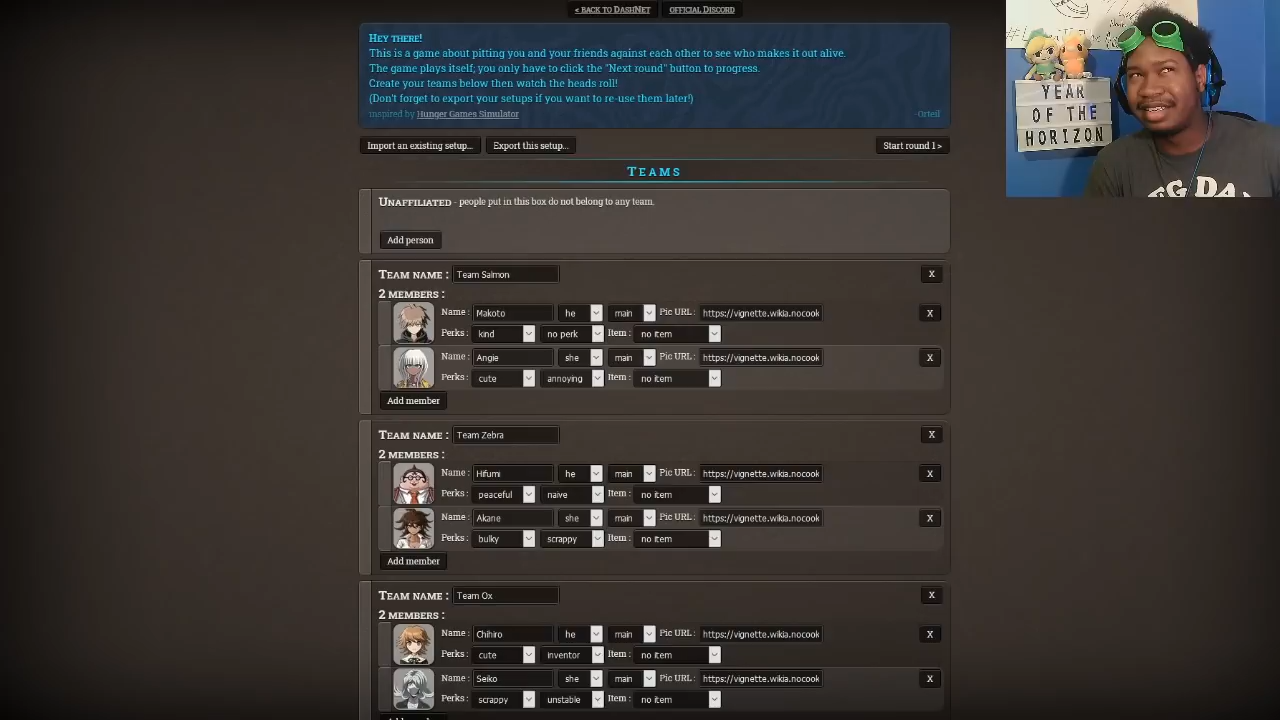 < BACK TO DASHNET OFFICIAL DISCORD
HEY THERE!
This is a game about pitting you and your friends against each other to see who makes it out alive.
The game plays itself; you only have to click the "Next round" button to progress.
Create your teams below then watch the heads roll!
(Don't forget to export your setups if you want to re-use them later!)
inspired by Hunger Games Simulator
-Orteil
Import an existing setup... Export this setup... Start round 1 >
TEAMS
UNAFFILIATED - people put in this box do not belong to any team.
Add person
TEAM NAME : Team Salmon X
2 MEMBERS :
Name : Makoto he main Pic URL : https://vignette.wikia.nocook X
Perks : kind no perk Item : no item
Name : Angie she main Pic URL : https://vignette.wikia.nocook X
Perks : cute annoying Item : no item
Add member
TEAM NAME : Team Zebra X
2 MEMBERS :
Name : Hifumi he main Pic URL : https://vignette.wikia.nocook X
Perks : peaceful naive Item : no item
Name : Akane she main Pic URL : https://vignette.wikia.nocook X
Perks : bulky scrappy Item : no item
Add member
TEAM NAME : Team Ox X
2 MEMBERS :
Name : Chihiro he main Pic URL : https://vignette.wikia.nocook X
Perks : cute inventor Item : no item
Name : Seiko she main Pic URL : https://vignette.wikia.nocook X
Perks : scrappy unstable Item : no item
YEAR
OF THE
HORIZON